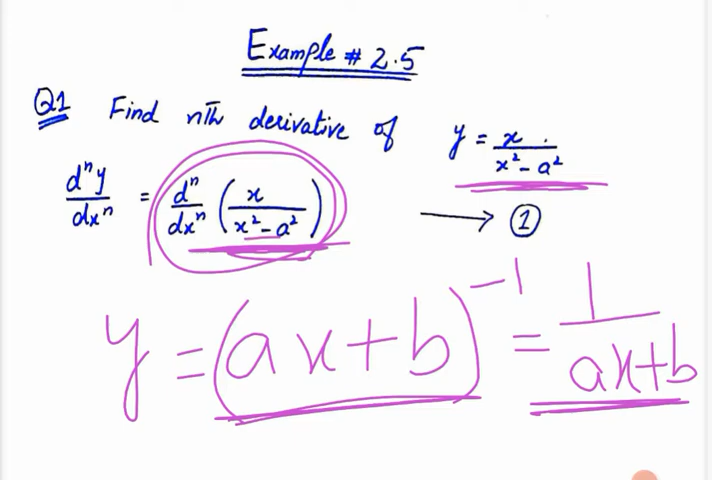 Example # 2.5
Q1 Find nth derivative of y = x / (x² - a²)
dⁿy/dxⁿ = dⁿ/dxⁿ (x / (x² - a²)) → ①
y = (ax+b)⁻¹ = 1 / (ax+b)